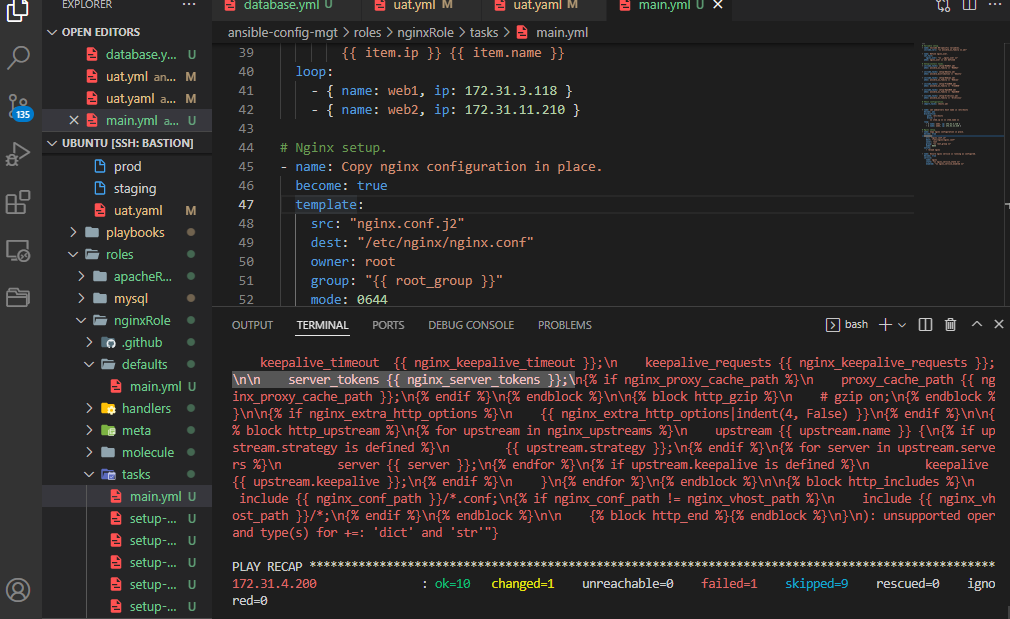 EXPLORER
database.yml U
uat.yml M
uat.yaml M
main.yml U
OPEN EDITORS
database.y... U
uat.yml an... M
uat.yaml a... M
main.yml a... U
135
UBUNTU [SSH: BASTION]
prod
staging
uat.yaml M
playbooks
roles
apacheR...
mysql
nginxRole
.github
defaults
main.yml U
handlers
meta
molecule
tasks
main.yml U
setup-... U
setup-... U
setup-... U
setup-... U
setup-... U
ansible-config-mgt > roles > nginxRole > tasks > main.yml
39 {{ item.ip }} {{ item.name }}
40 loop:
41 - { name: web1, ip: 172.31.3.118 }
42 - { name: web2, ip: 172.31.11.210 }
43
44 # Nginx setup.
45 - name: Copy nginx configuration in place.
46 become: true
47 template:
48 src: "nginx.conf.j2"
49 dest: "/etc/nginx/nginx.conf"
50 owner: root
51 group: "{{ root_group }}"
52 mode: 0644
OUTPUT TERMINAL PORTS DEBUG CONSOLE PROBLEMS bash
keepalive_timeout {{ nginx_keepalive_timeout }};\n keepalive_requests {{ nginx_keepalive_requests }};
\n\n server_tokens {{ nginx_server_tokens }};\n{% if nginx_proxy_cache_path %}\n proxy_cache_path {{ ng
inx_proxy_cache_path }};\n{% endif %}\n{% endblock %}\n\n{% block http_gzip %}\n # gzip on;\n{% endblock %
}\n\n{% if nginx_extra_http_options %}\n {{ nginx_extra_http_options|indent(4, False) }}\n{% endif %}\n\n{
% block http_upstream %}\n{% for upstream in nginx_upstreams %}\n upstream {{ upstream.name }} {\n{% if up
stream.strategy is defined %}\n {{ upstream.strategy }};\n{% endif %}\n{% for server in upstream.serve
rs %}\n server {{ server }};\n{% endfor %}\n{% if upstream.keepalive is defined %}\n keepalive
{{ upstream.keepalive }};\n{% endif %}\n }\n{% endfor %}\n{% endblock %}\n\n{% block http_includes %}\n
include {{ nginx_conf_path }}/*.conf;\n{% if nginx_conf_path != nginx_vhost_path %}\n include {{ nginx_vh
ost_path }}/*;\n{% endif %}\n{% endblock %}\n\n {% block http_end %}{% endblock %}\n}\n): unsupported oper
and type(s) for +=: 'dict' and 'str'"}
PLAY RECAP *****************************************************************************************
172.31.4.200 : ok=10 changed=1 unreachable=0 failed=1 skipped=9 rescued=0 igno
red=0